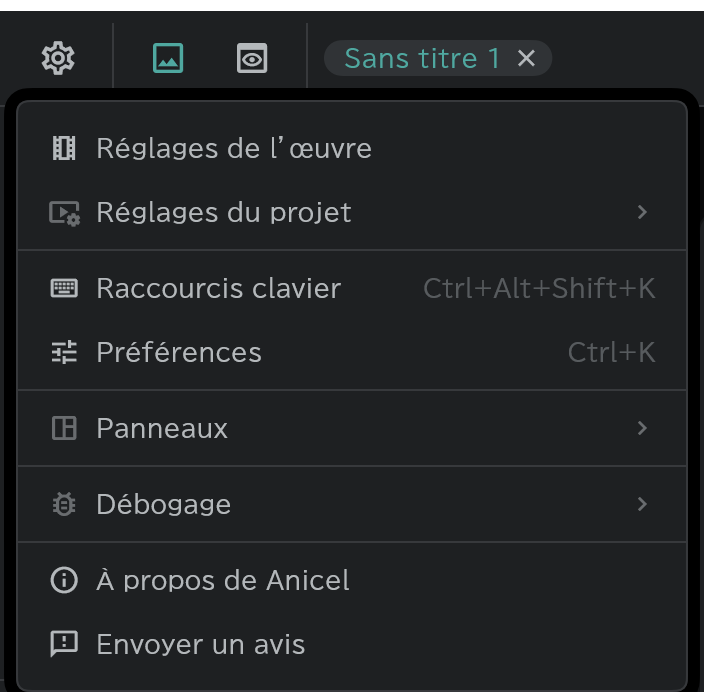 Sans titre 1
Réglages de l'œuvre
Réglages du projet
Raccourcis clavier Ctrl+Alt+Shift+K
Préférences Ctrl+K
Panneaux
Débogage
À propos de Anicel
Envoyer un avis